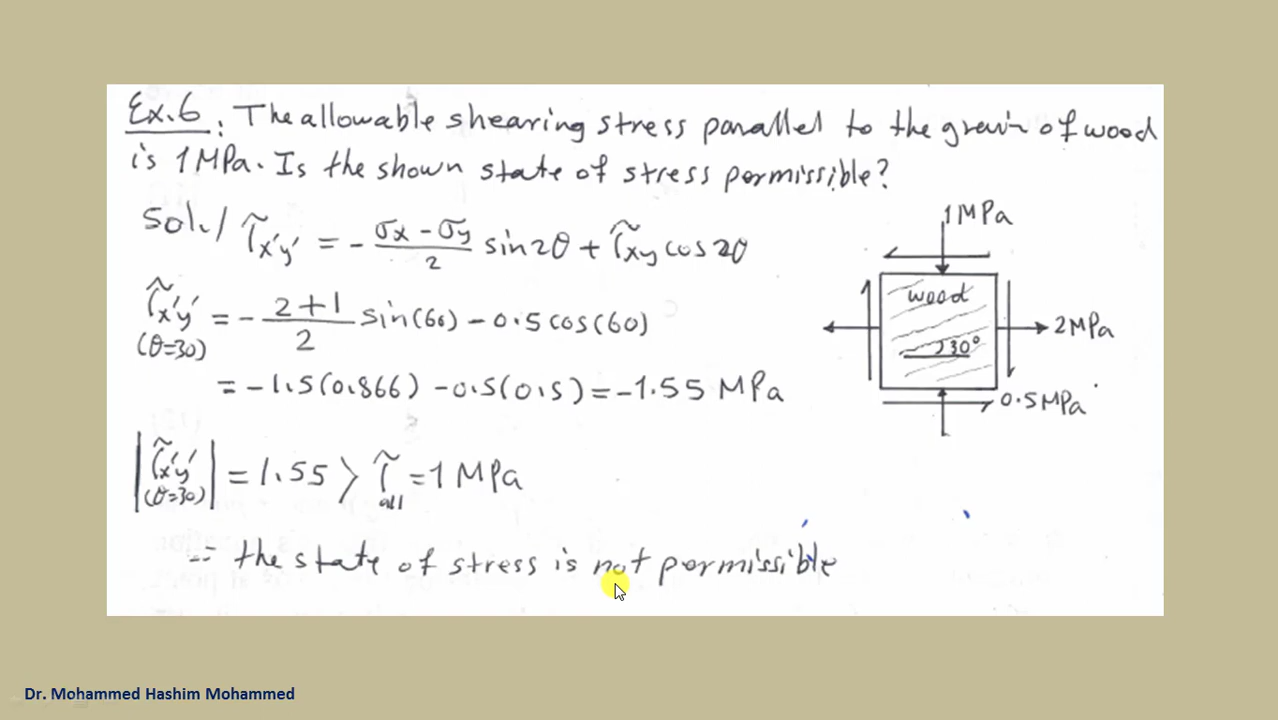 Ex.6: The allowable shearing stress parallel to the grain of wood
is 1MPa. Is the shown state of stress permissible?
Sol./ τx'y' = - σx - σy / 2 sin2θ + τxy cos2θ
τx'y' (θ=30) = - 2+1 / 2 sin(60) - 0.5 cos(60)
= -1.5(0.866) - 0.5(0.5) = -1.55 MPa
|τx'y' (θ=30)| = 1.55 > τall = 1 MPa
∴ the state of stress is not permissible
1MPa
wood
30°
2MPa
0.5MPa
Dr. Mohammed Hashim Mohammed